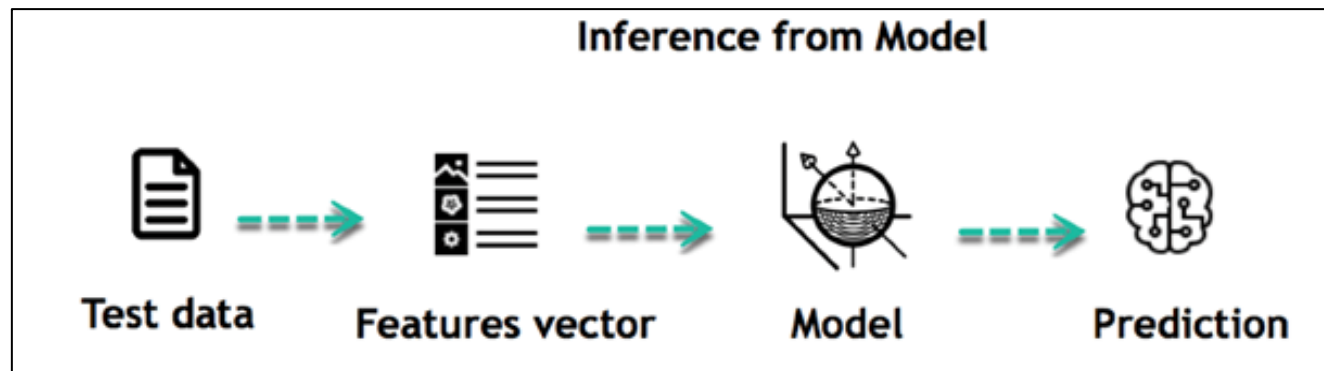 Inference from Model
Test data
Features vector
Model
Prediction